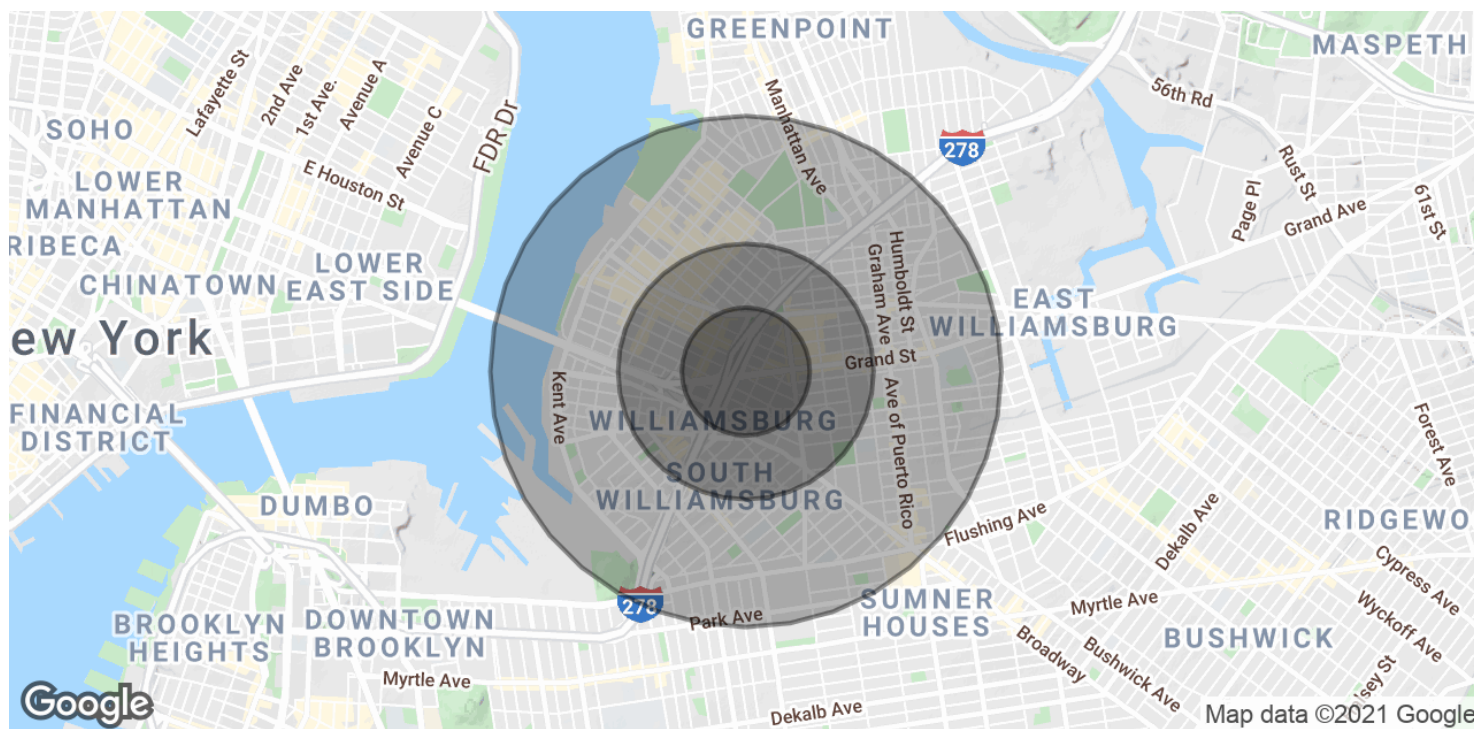 GREENPOINT
MASPETH
Lafayette St
2nd Ave
1st Ave.
Avenue A
Avenue C
FDR Dr
Manhattan Ave
278
56th Rd
SOHO
LOWER
MANHATTAN
E Houston St
Rust St
Page Pl
Grand Ave
61st St
RIBECA
CHINATOWN
LOWER
EAST SIDE
Humboldt St
Graham Ave
EAST
WILLIAMSBURG
ew York
Grand St
Kent Ave
Ave of Puerto Rico
FINANCIAL
DISTRICT
WILLIAMSBURG
SOUTH
WILLIAMSBURG
Forest Ave
DUMBO
Flushing Ave
Dekalb Ave
RIDGEWO
Cypress Ave
Wyckoff Ave
BROOKLYN
HEIGHTS
DOWNTOWN
BROOKLYN
278
Park Ave
SUMNER
HOUSES
Myrtle Ave
Broadway
Bushwick Ave
BUSHWICK
Myrtle Ave
lsey St
Dekalb Ave
Google
Map data ©2021 Google